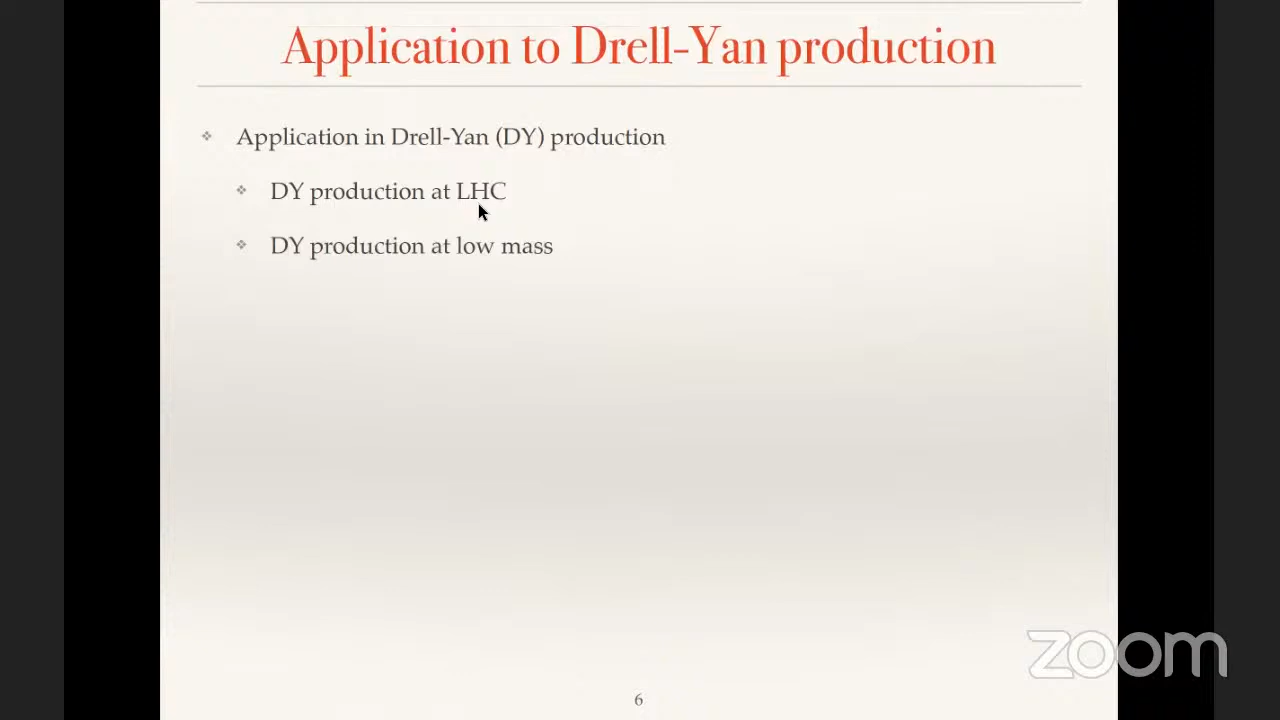 Application to Drell-Yan production
Application in Drell-Yan (DY) production
DY production at LHC
DY production at low mass
zoom
6